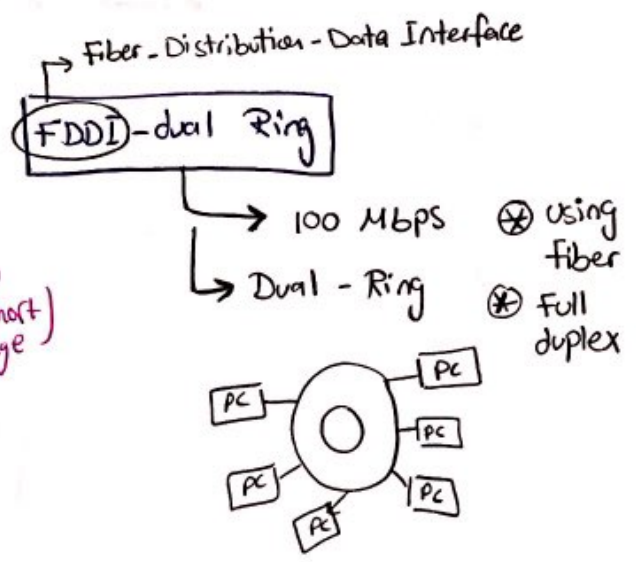 Fiber-Distribution-Data Interface
FDDI-dual Ring
100 Mbps
Dual-Ring
* using
fiber
* Full
duplex
PC
PC
PC
PC
PC
PC